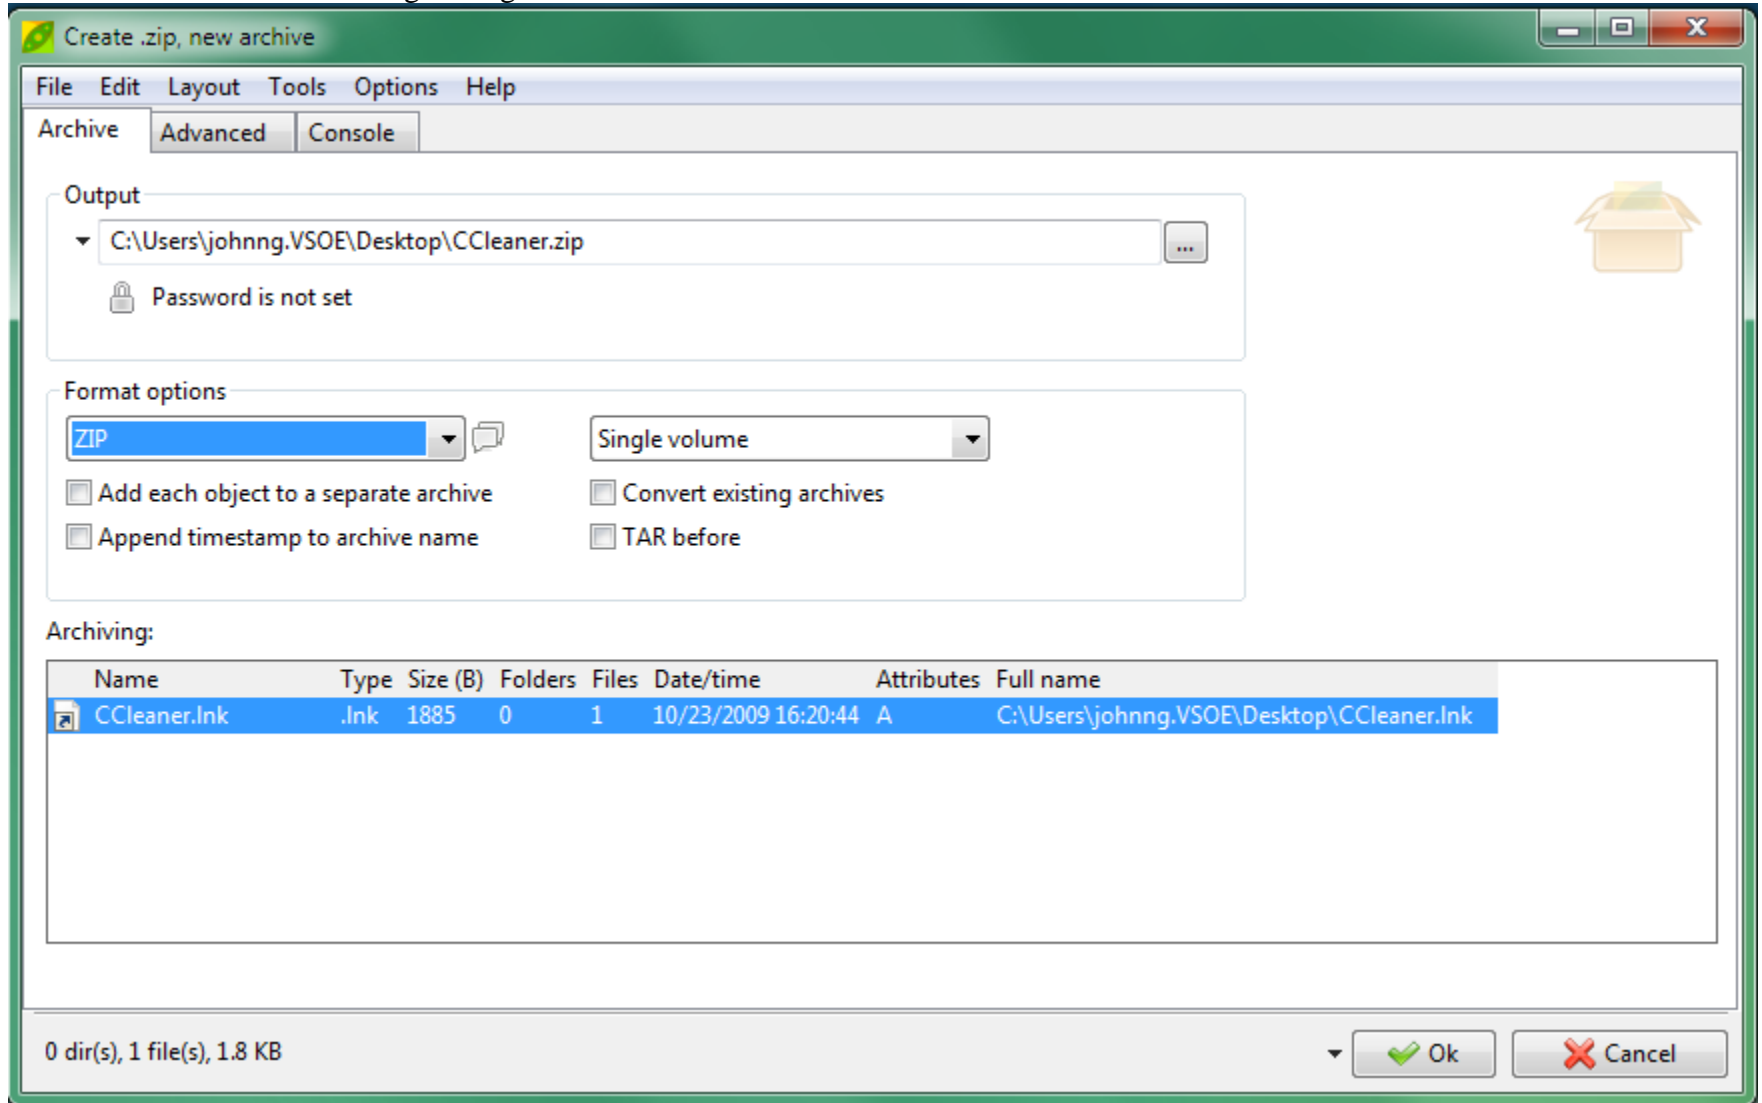 Create .zip, new archive
File Edit Layout Tools Options Help
Archive Advanced Console
Output
C:\Users\johnng.VSOE\Desktop\CCleaner.zip ...
Password is not set
Format options
ZIP Single volume
Add each object to a separate archive Convert existing archives
Append timestamp to archive name TAR before
Archiving:
Name Type Size (B) Folders Files Date/time Attributes Full name
CCleaner.lnk .lnk 1885 0 1 10/23/2009 16:20:44 A C:\Users\johnng.VSOE\Desktop\CCleaner.lnk
0 dir(s), 1 file(s), 1.8 KB Ok Cancel